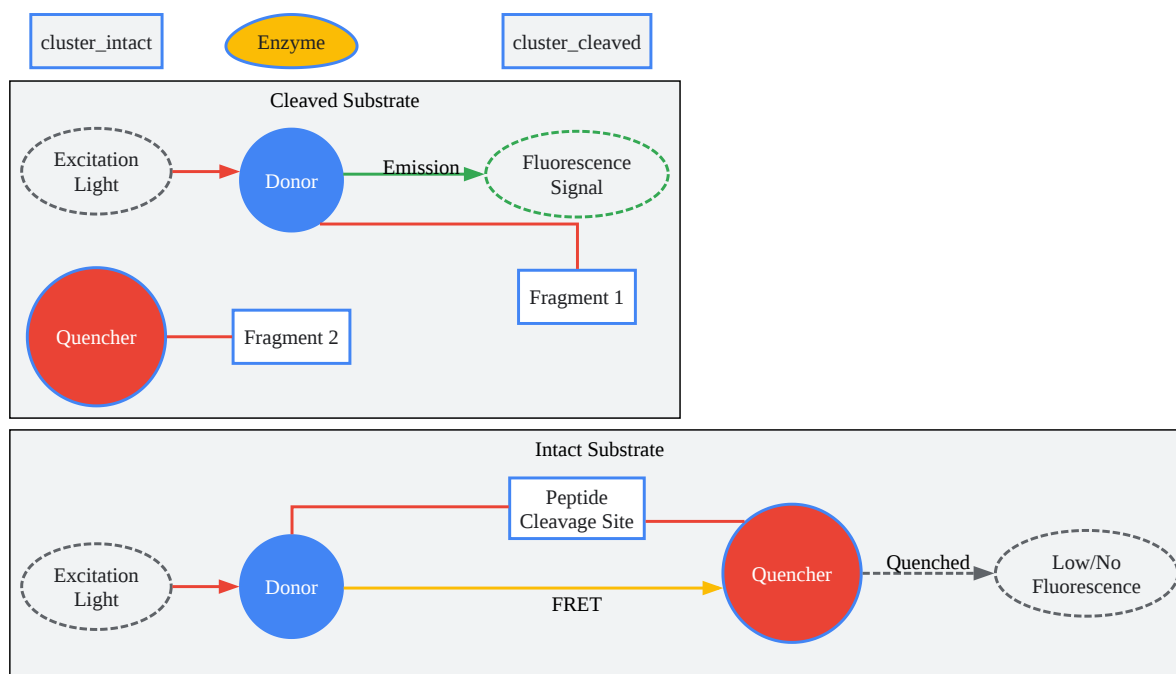 cluster_intact
Enzyme
cluster_cleaved
Cleaved Substrate
Excitation
Light
Donor
Emission
Fluorescence
Signal
Fragment 1
Quencher
Fragment 2
Intact Substrate
Peptide
Cleavage Site
Excitation
Light
Donor
FRET
Quencher
Quenched
Low/No
Fluorescence